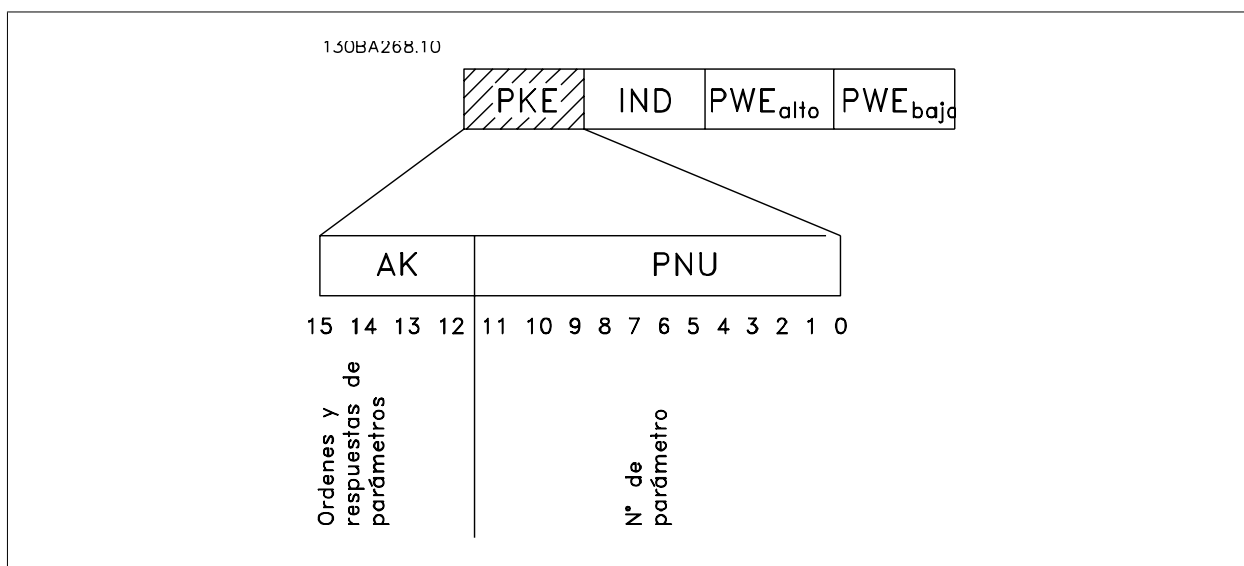 130BA268.10
PKE IND PWEalto PWEbajo
AK PNU
15 14 13 12 11 10 9 8 7 6 5 4 3 2 1 0
Ordenes y
respuestas de
parámetros
N° de
parámetro